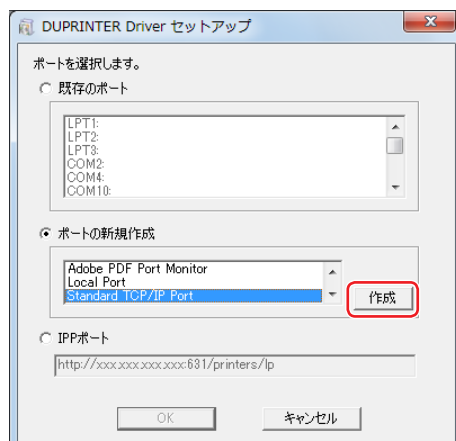 DUPRINTER Driver セットアップ
ポートを選択します。
既存のポート
LPT1:
LPT2:
LPT3:
COM2:
COM4:
COM10:
ポートの新規作成
Adobe PDF Port Monitor
Local Port
Standard TCP/IP Port
作成
IPPポート
http://xxx.xxx.xxx.xxx:631/printers/lp
OK
キャンセル